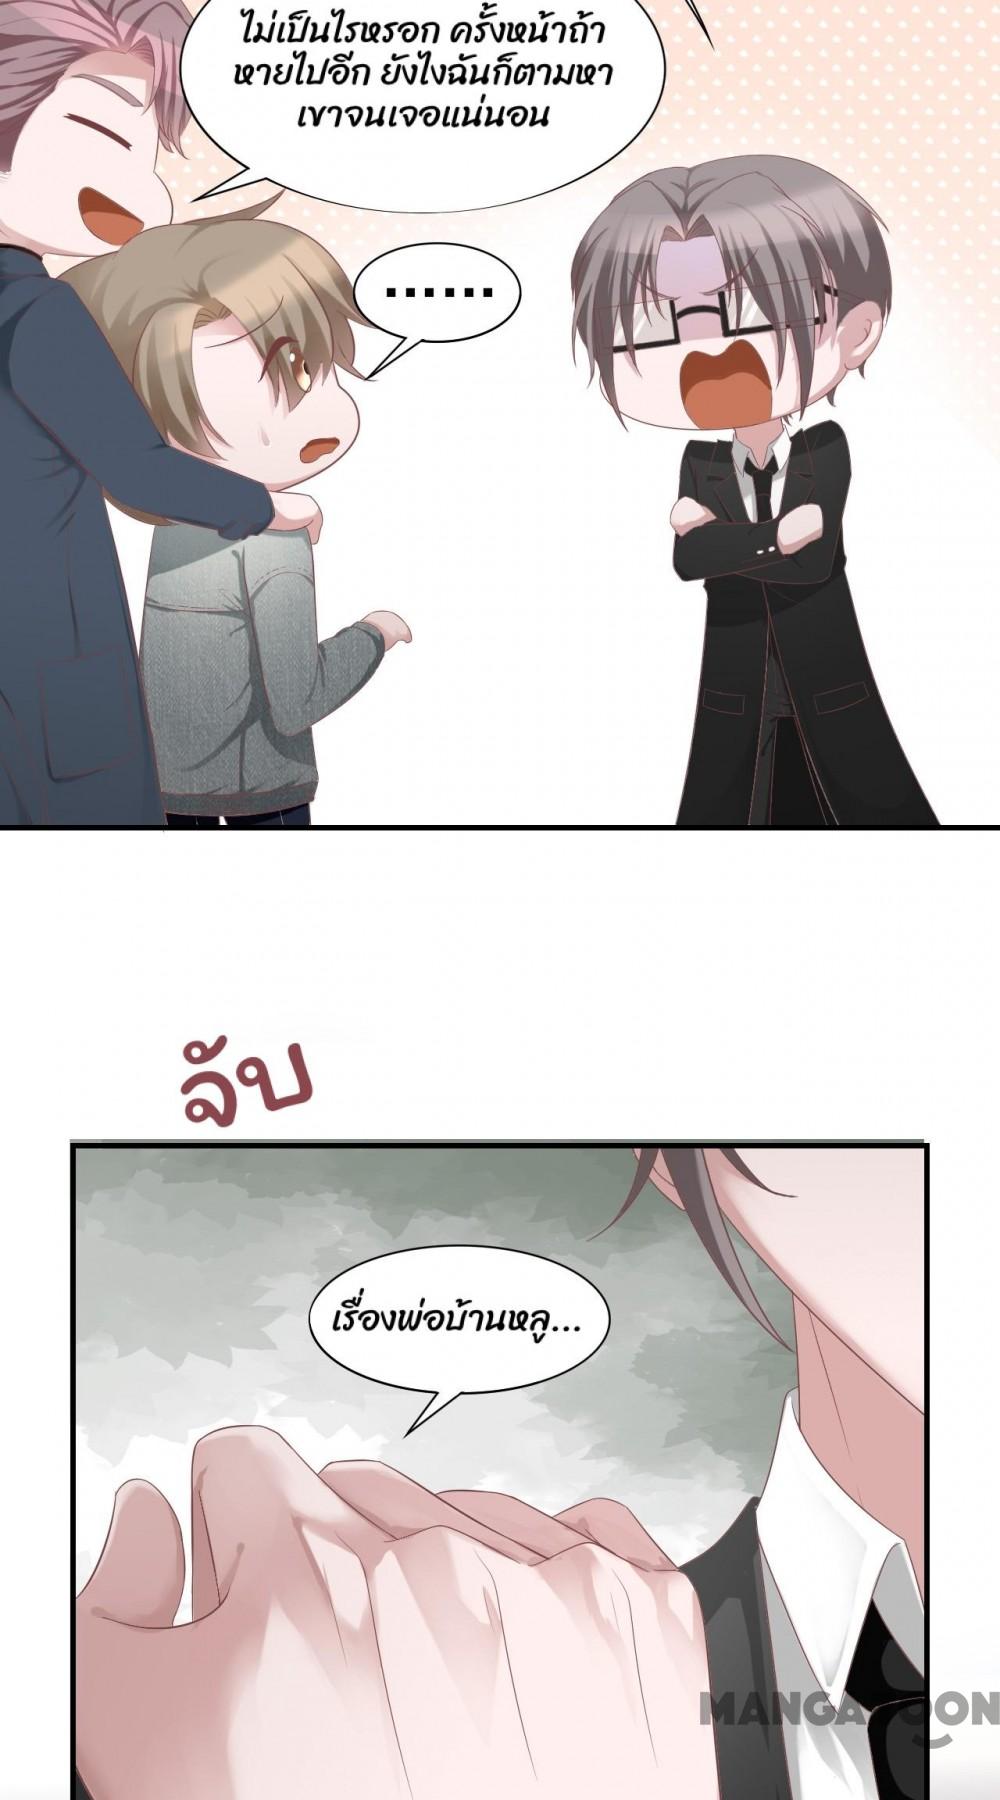 ไม่เป็นไรหรอก ครั้งหน้าถ้า
หายไปอีก ยังไงฉันก็ตามหา
เขาจนเจอแน่นอน
......
จับ
เรื่องพ่อบ้านหลู...
MANGATOON